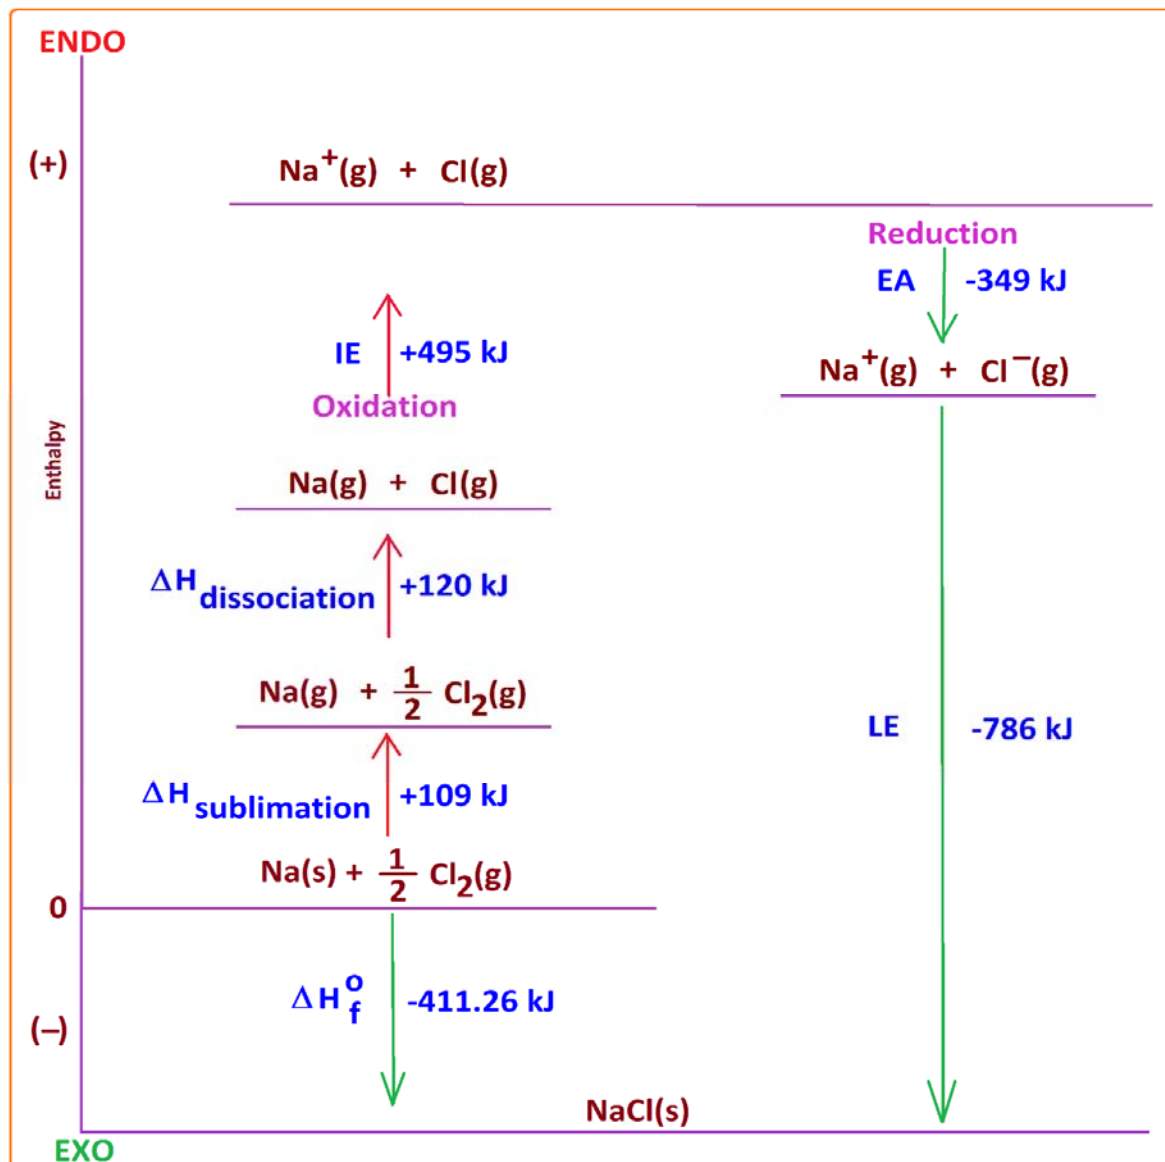 ENDO
(+)
Na⁺(g) + Cl(g)
Reduction
EA -349 kJ
IE +495 kJ
Na⁺(g) + Cl⁻(g)
Oxidation
Enthalpy
Na(g) + Cl(g)
ΔH dissociation +120 kJ
Na(g) + 1/2 Cl₂(g)
LE -786 kJ
ΔH sublimation +109 kJ
Na(s) + 1/2 Cl₂(g)
0
ΔH°f -411.26 kJ
(–)
NaCl(s)
EXO